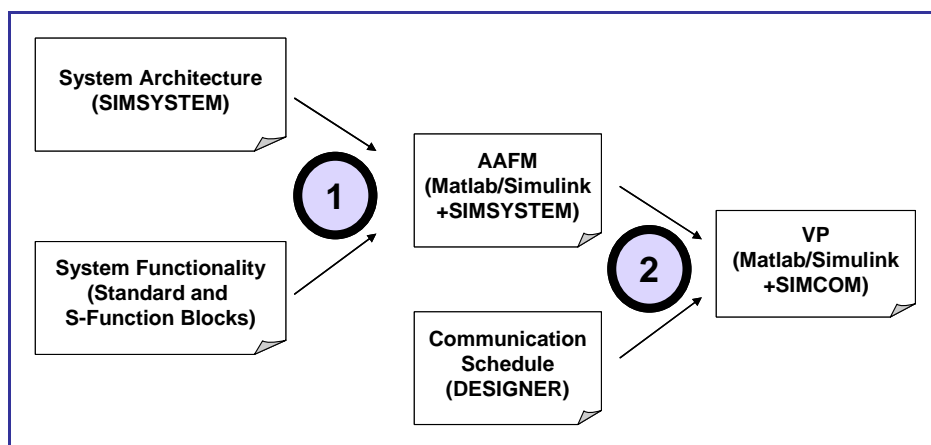 System Architecture
(SIMSYSTEM)
1
System Functionality
(Standard and
S-Function Blocks)
AAFM
(Matlab/Simulink
+SIMSYSTEM)
2
Communication
Schedule
(DESIGNER)
VP
(Matlab/Simulink
+SIMCOM)